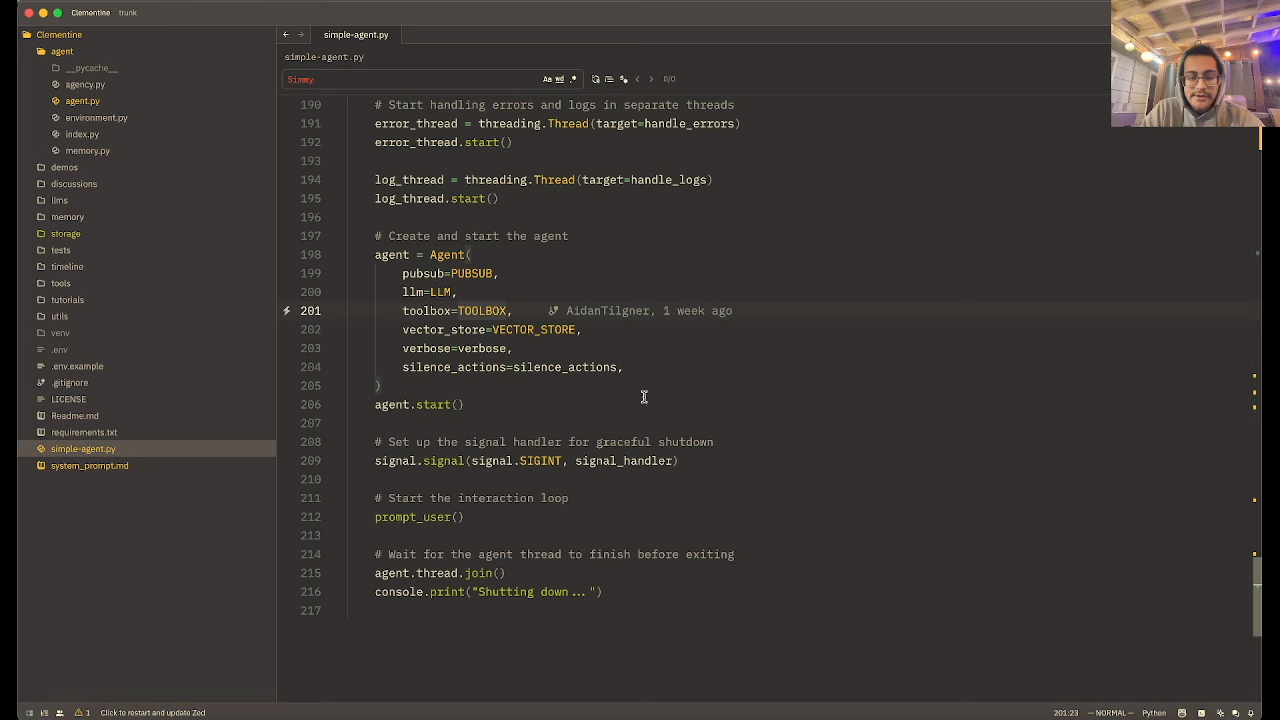 Clementine trunk
Clementine
agent
__pycache__
agency.py
agent.py
environment.py
index.py
memory.py
demos
discussions
llms
memory
storage
tests
timeline
tools
tutorials
utils
venv
.env
.env.example
.gitignore
LICENSE
Readme.md
requirements.txt
simple-agent.py
system_prompt.md
simple-agent.py
simple-agent.py
Simmy Aa wd .* 0/0
190 # Start handling errors and logs in separate threads
191 error_thread = threading.Thread(target=handle_errors)
192 error_thread.start()
193
194 log_thread = threading.Thread(target=handle_logs)
195 log_thread.start()
196
197 # Create and start the agent
198 agent = Agent(
199 pubsub=PUBSUB,
200 llm=LLM,
201 toolbox=TOOLBOX, AidanTilgner, 1 week ago
202 vector_store=VECTOR_STORE,
203 verbose=verbose,
204 silence_actions=silence_actions,
205 )
206 agent.start()
207
208 # Set up the signal handler for graceful shutdown
209 signal.signal(signal.SIGINT, signal_handler)
210
211 # Start the interaction loop
212 prompt_user()
213
214 # Wait for the agent thread to finish before exiting
215 agent.thread.join()
216 console.print("Shutting down...")
217
1 Click to restart and update Zed 201:23 -- NORMAL -- Python